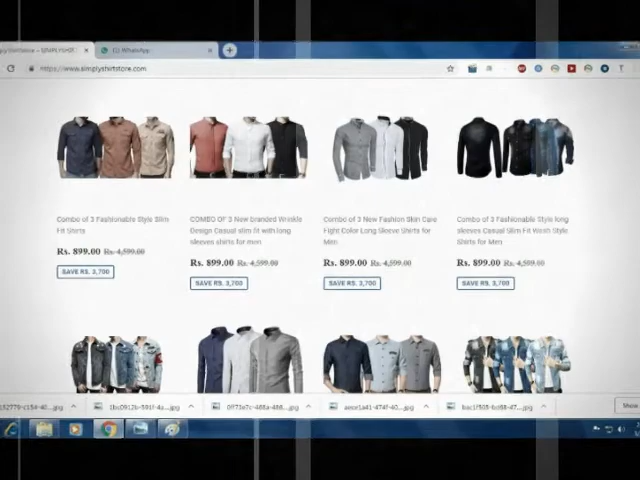 SIMPLYSHIRT
(1) WhatsApp
https://www.simplyshirtstore.com
Combo of 3 Fashionable Style Slim
Fit Shirts
Rs. 899.00 Rs. 4,599.00
SAVE RS. 3,700
COMBO OF 3 New branded Wrinkle
Design Casual slim fit with long
sleeves shirts for men
Rs. 899.00 Rs. 4,599.00
SAVE RS. 3,700
Combo of 3 New Fashion Skin Care
Fight Color Long Sleeve Shirts for
Men
Rs. 899.00 Rs. 4,599.00
SAVE RS. 3,700
Combo of 3 Fashionable Style long
sleeves Casual Slim Fit Wash Style
Shirts for Men
Rs. 899.00 Rs. 4,599.00
SAVE RS. 3,700
Show